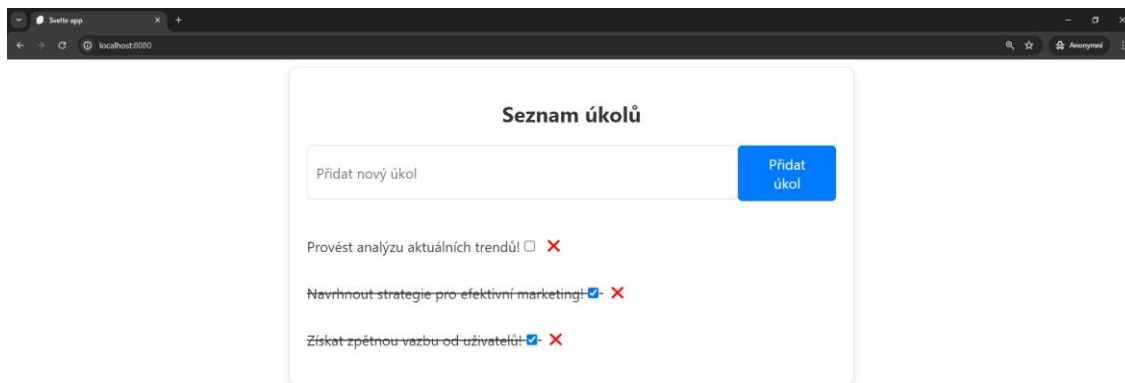 Svelte app
localhost:8080
Anonymní
Seznam úkolů
Přidat nový úkol
Přidat
úkol
Provést analýzu aktuálních trendů!
Navrhnout strategie pro efektivní marketing!
Získat zpětnou vazbu od uživatelů!